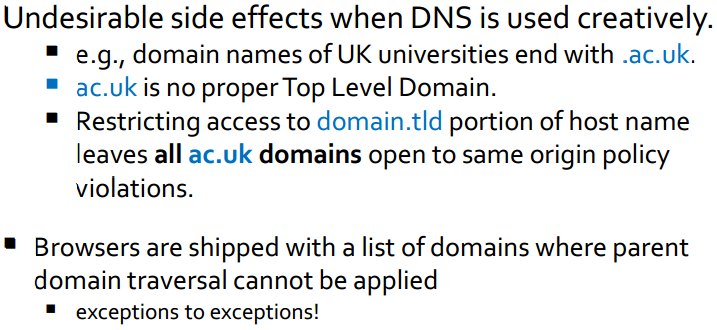 Undesirable side effects when DNS is used creatively.
▪ e.g., domain names of UK universities end with .ac.uk.
▪ ac.uk is no proper Top Level Domain.
▪ Restricting access to domain.tld portion of host name
leaves all ac.uk domains open to same origin policy
violations.
▪ Browsers are shipped with a list of domains where parent
domain traversal cannot be applied
▪ exceptions to exceptions!